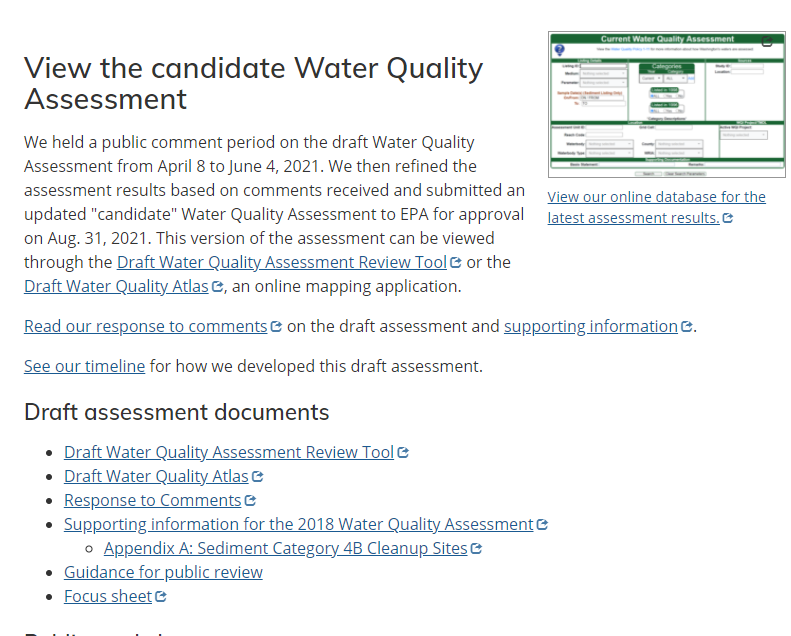 View the candidate Water Quality
Assessment
We held a public comment period on the draft Water Quality
Assessment from April 8 to June 4, 2021. We then refined the
assessment results based on comments received and submitted an
updated "candidate" Water Quality Assessment to EPA for approval
on Aug. 31, 2021. This version of the assessment can be viewed
through the Draft Water Quality Assessment Review Tool or the
Draft Water Quality Atlas, an online mapping application.
Current Water Quality Assessment
Listing Details
Categories
View our online database for the
latest assessment results.
Read our response to comments on the draft assessment and supporting information.
See our timeline for how we developed this draft assessment.
Draft assessment documents
Draft Water Quality Assessment Review Tool
Draft Water Quality Atlas
Response to Comments
Supporting information for the 2018 Water Quality Assessment
Appendix A: Sediment Category 4B Cleanup Sites
Guidance for public review
Focus sheet